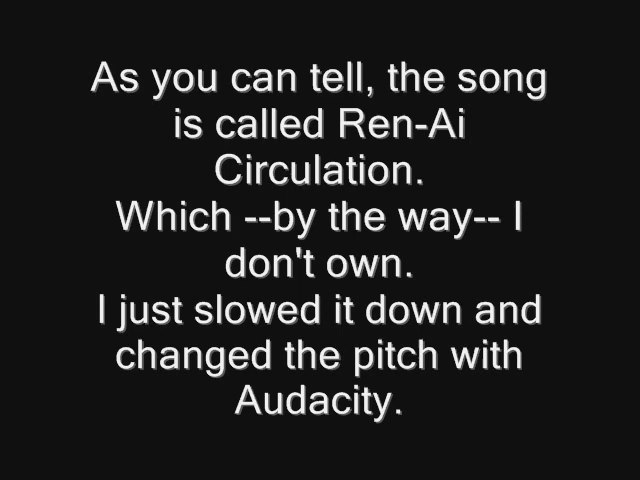 As you can tell, the song
is called Ren-Ai
Circulation.
Which --by the way-- I
don't own.
I just slowed it down and
changed the pitch with
Audacity.